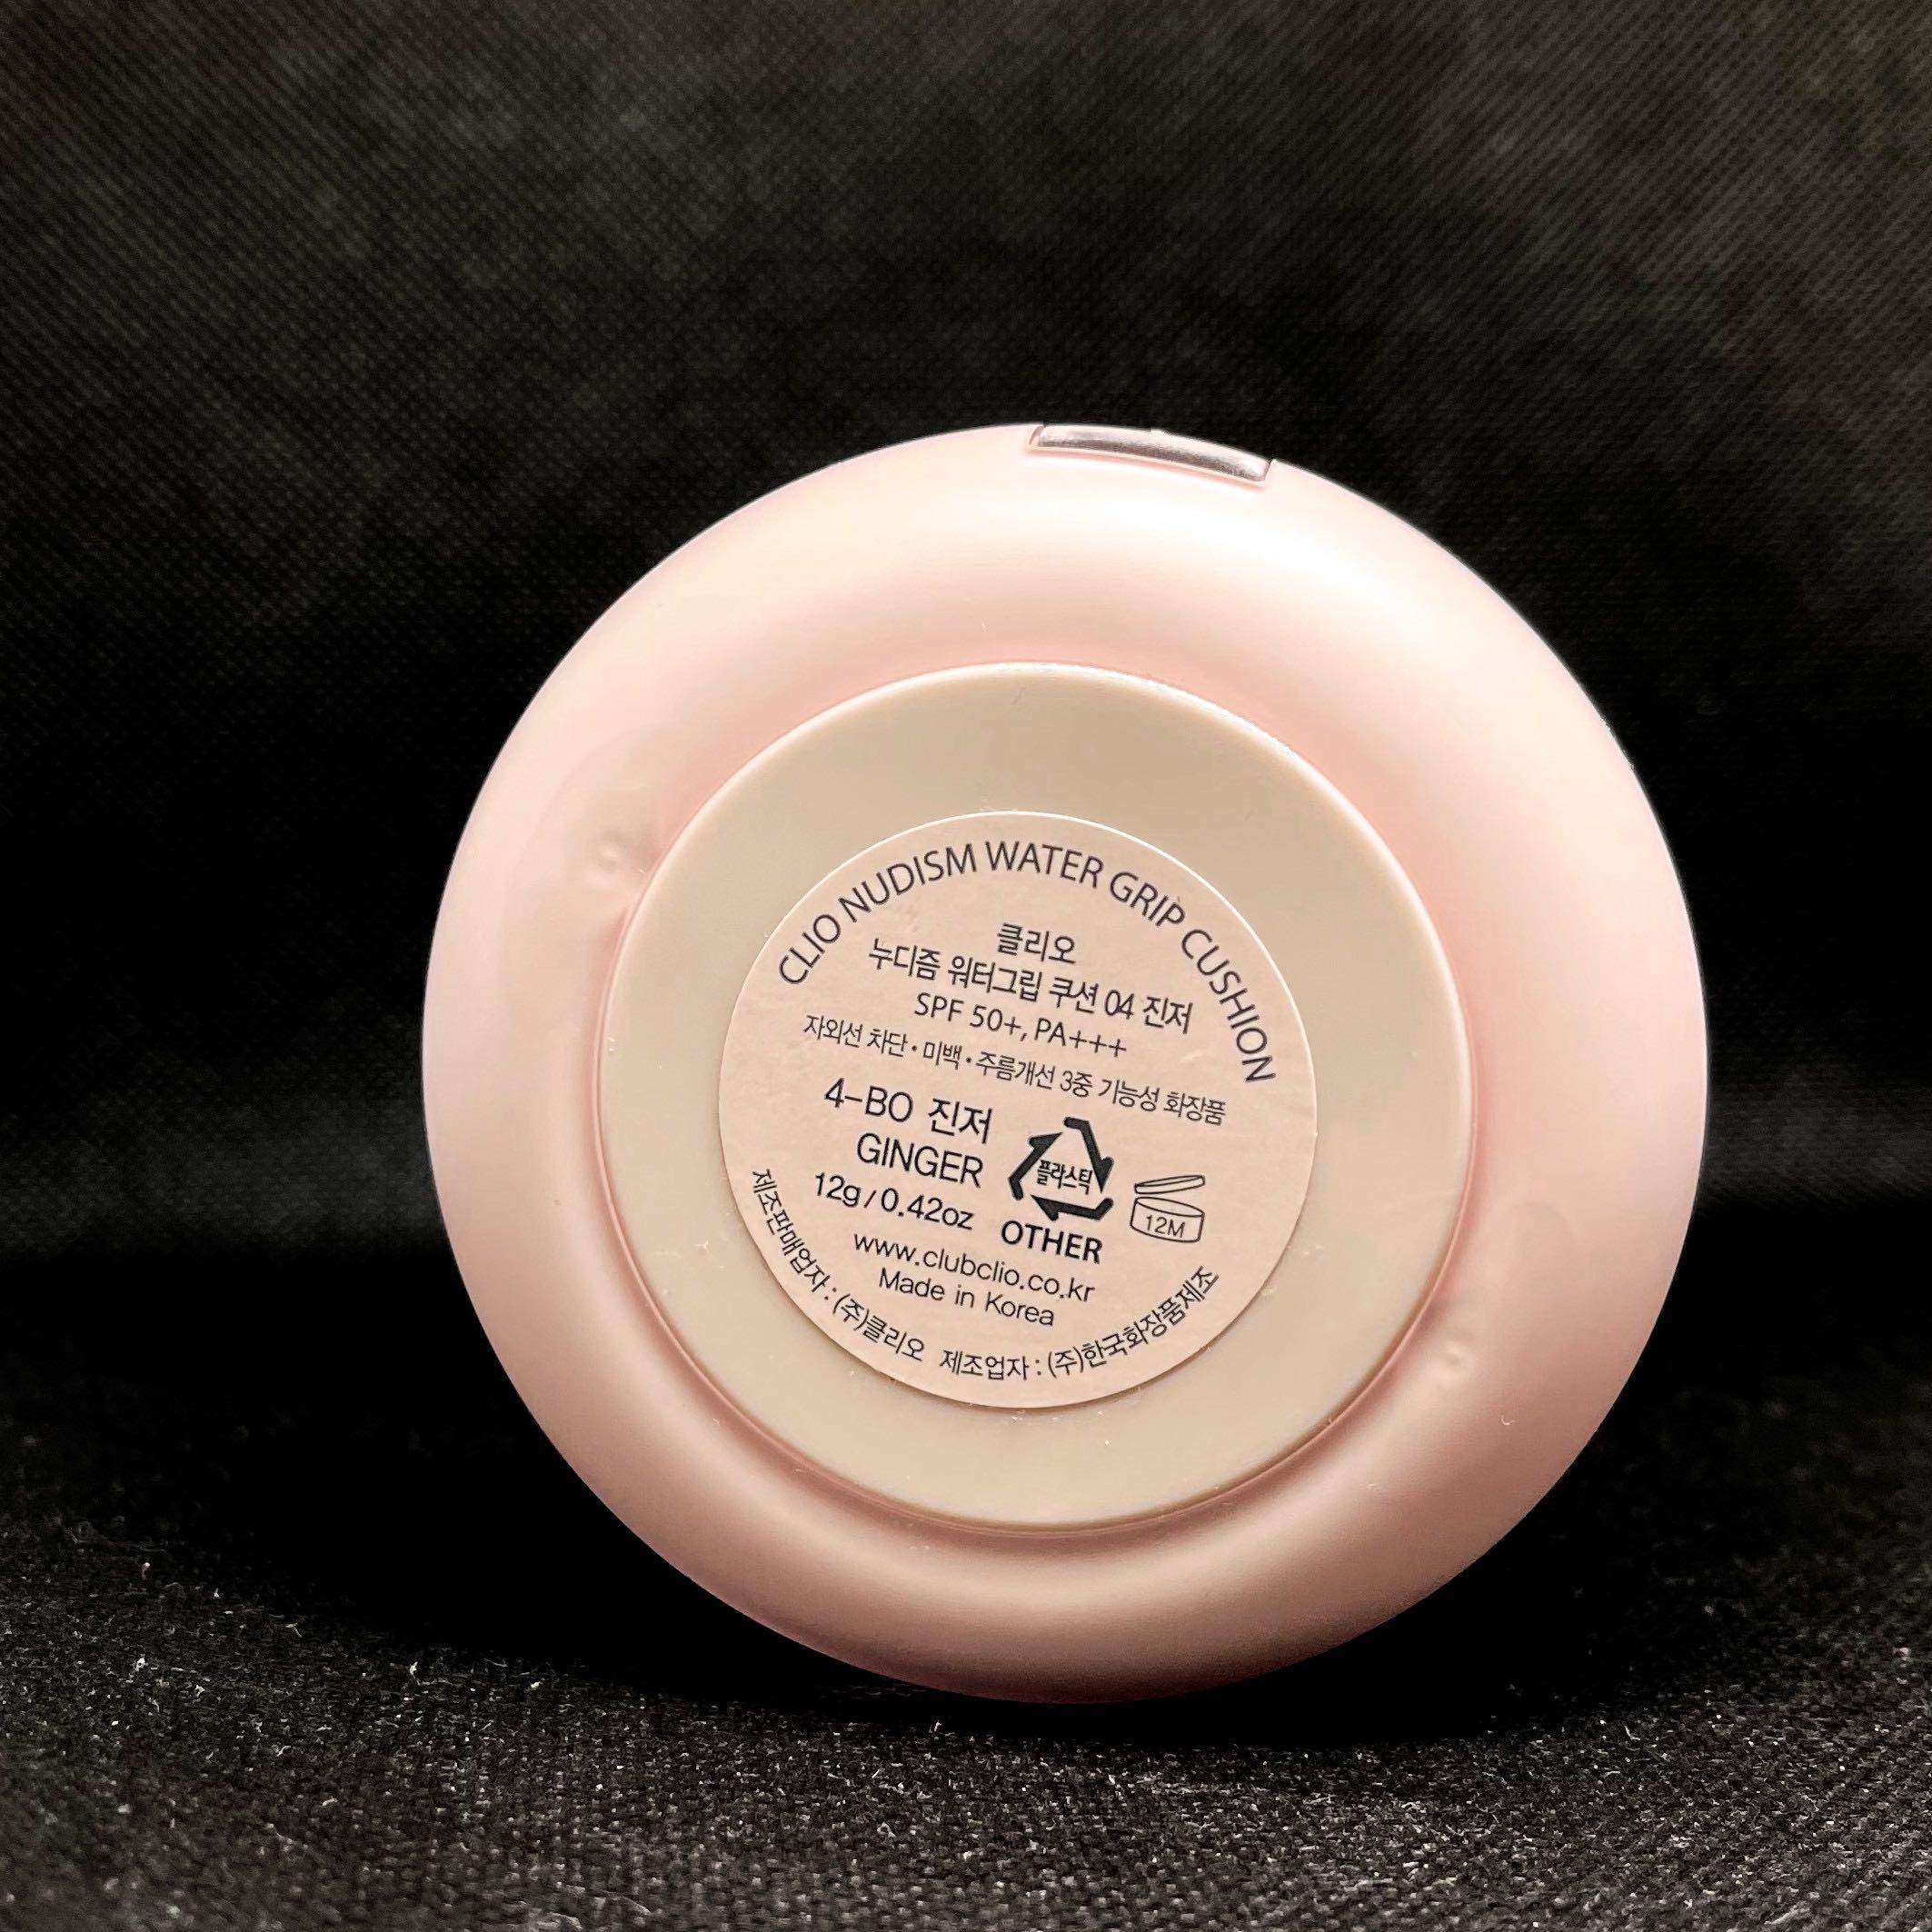 CLIO NUDISM WATER GRIP CUSHION
클리오
누디즘 워터그립 쿠션 04 진저
SPF 50+, PA+++
자외선 차단 • 미백 • 주름개선 3중 기능성 화장품
4-BO 진저
GINGER
12g / 0.42oz
플라스틱
OTHER
12M
www.clubclio.co.kr
Made in Korea
제조판매업자 : (주)클리오 제조업자 : (주)한국화장품제조